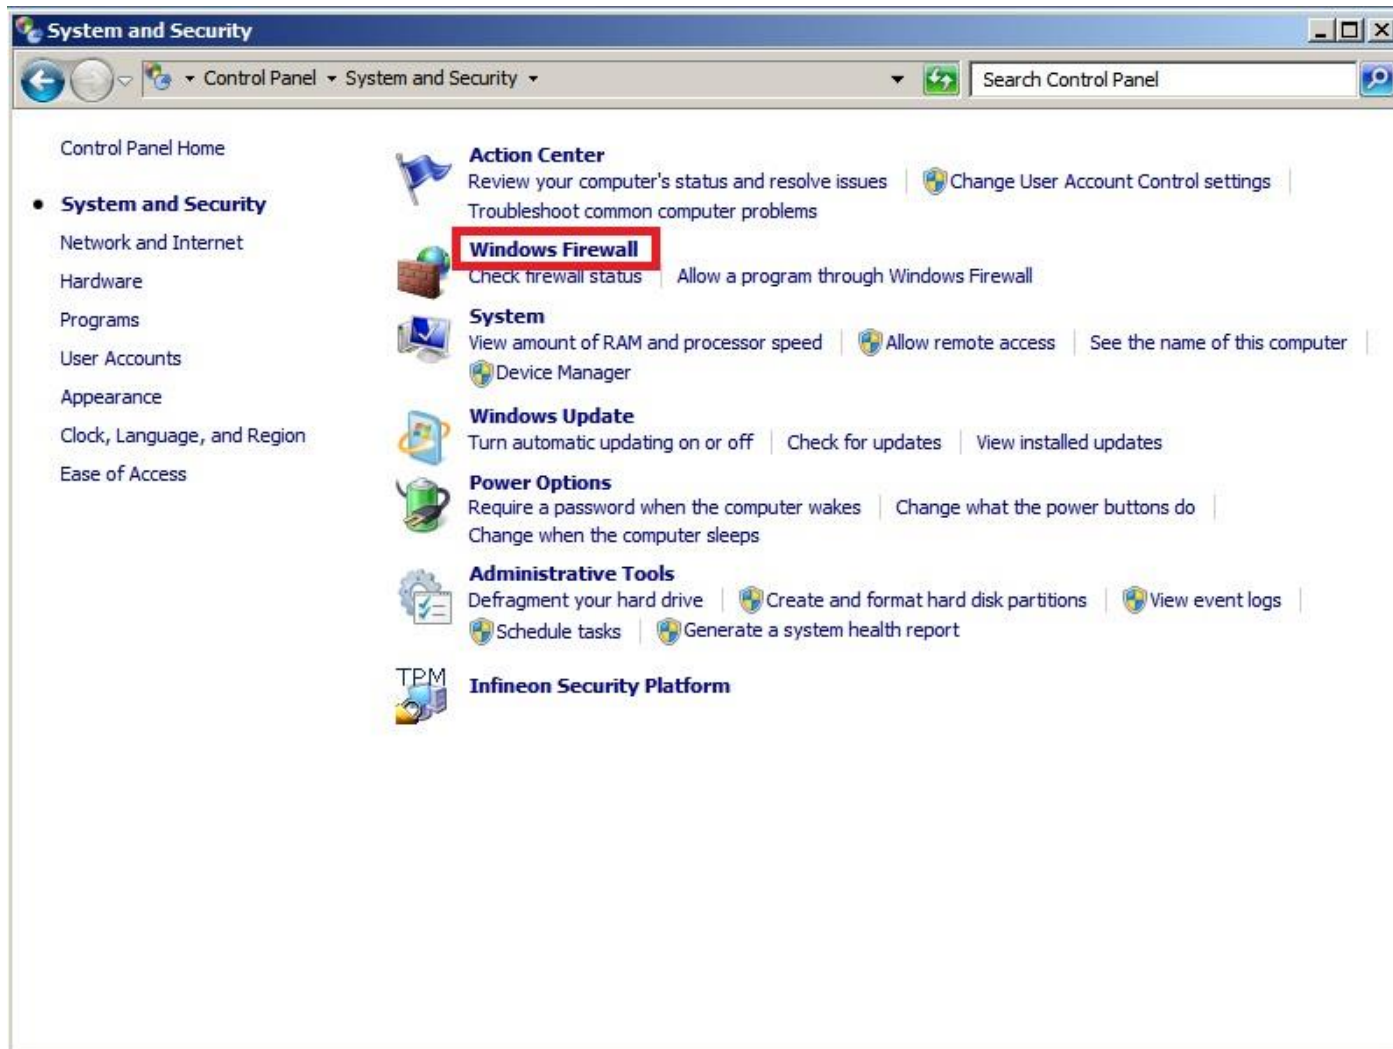 System and Security
Control Panel System and Security
Search Control Panel
Control Panel Home
System and Security
Network and Internet
Hardware
Programs
User Accounts
Appearance
Clock, Language, and Region
Ease of Access
Action Center
Review your computer's status and resolve issues Change User Account Control settings
Troubleshoot common computer problems
Windows Firewall
Check firewall status Allow a program through Windows Firewall
System
View amount of RAM and processor speed Allow remote access See the name of this computer
Device Manager
Windows Update
Turn automatic updating on or off Check for updates View installed updates
Power Options
Require a password when the computer wakes Change what the power buttons do
Change when the computer sleeps
Administrative Tools
Defragment your hard drive Create and format hard disk partitions View event logs
Schedule tasks Generate a system health report
TPM
Infineon Security Platform